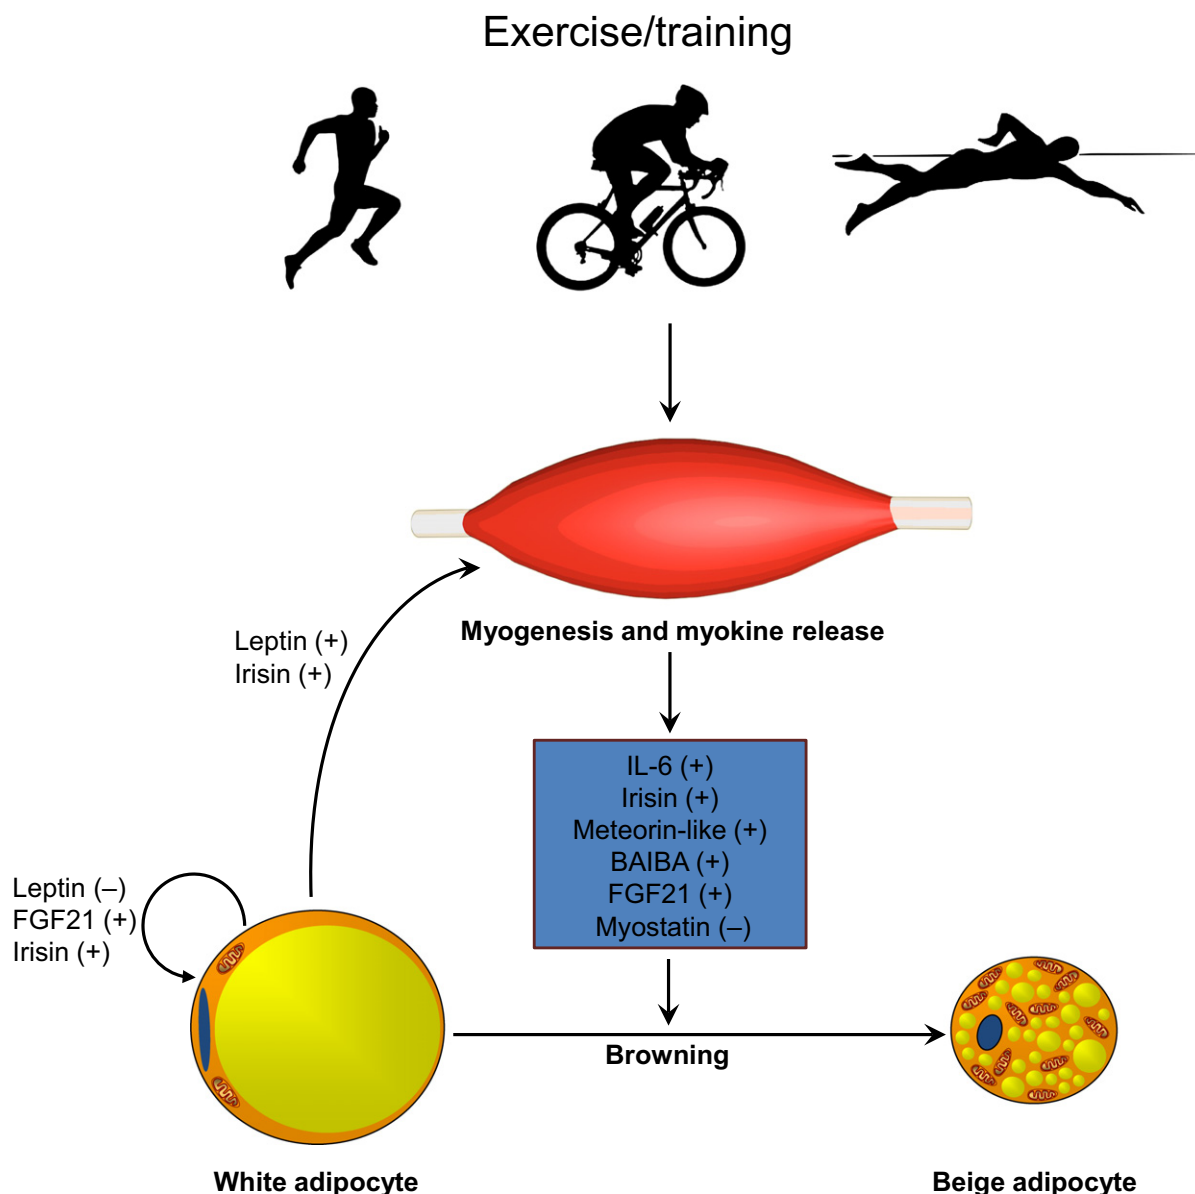 Exercise/training
Myogenesis and myokine release
Leptin (+)
Irisin (+)
IL-6 (+)
Irisin (+)
Meteorin-like (+)
BAIBA (+)
FGF21 (+)
Myostatin (–)
Leptin (–)
FGF21 (+)
Irisin (+)
Browning
White adipocyte
Beige adipocyte